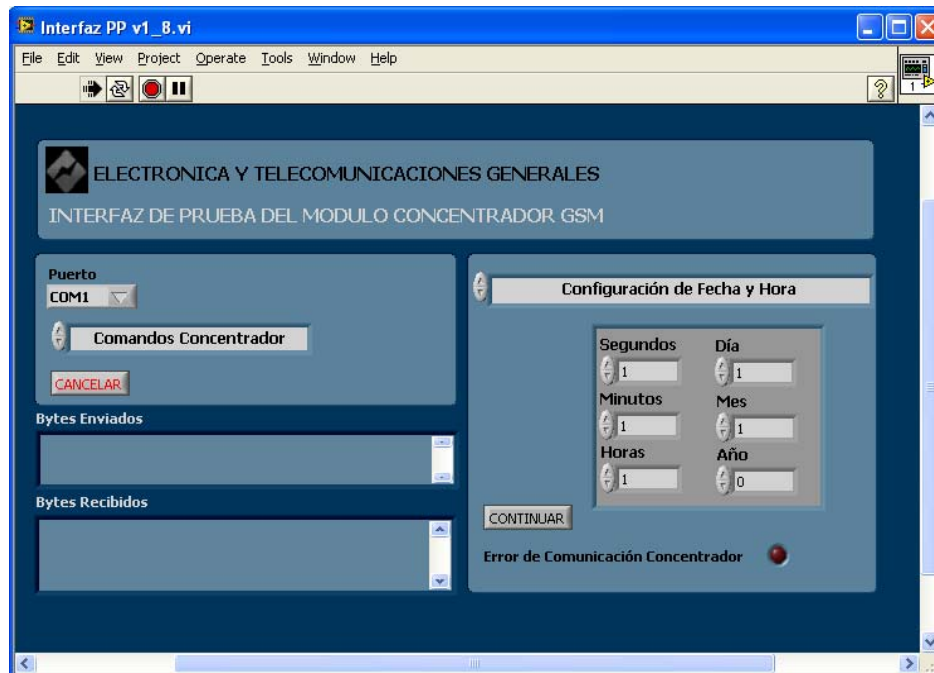 Interfaz PP v1_8.vi
File Edit View Project Operate Tools Window Help
1
ELECTRONICA Y TELECOMUNICACIONES GENERALES
INTERFAZ DE PRUEBA DEL MODULO CONCENTRADOR GSM
Puerto
COM1
Comandos Concentrador
CANCELAR
Bytes Enviados
Bytes Recibidos
Configuración de Fecha y Hora
Segundos Día
1 1
Minutos Mes
1 1
Horas Año
1 0
CONTINUAR
Error de Comunicación Concentrador